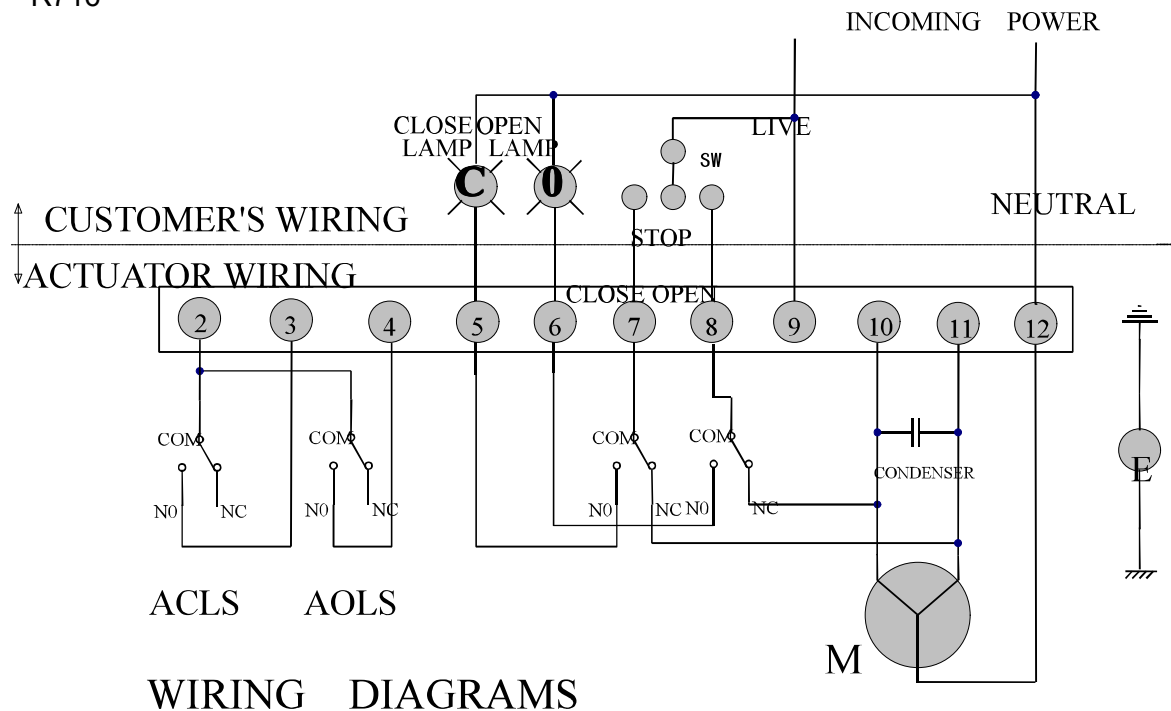 INCOMING POWER
CLOSE OPEN
LAMP LAMP
LIVE
SW
C 0
NEUTRAL
CUSTOMER'S WIRING
STOP
ACTUATOR WIRING
CLOSE OPEN
2 3 4 5 6 7 8 9 10 11 12
COM COM COM COM
CONDENSER
E
N0 NC N0 NC N0 NC N0 NC
ACLS AOLS
M
WIRING DIAGRAMS